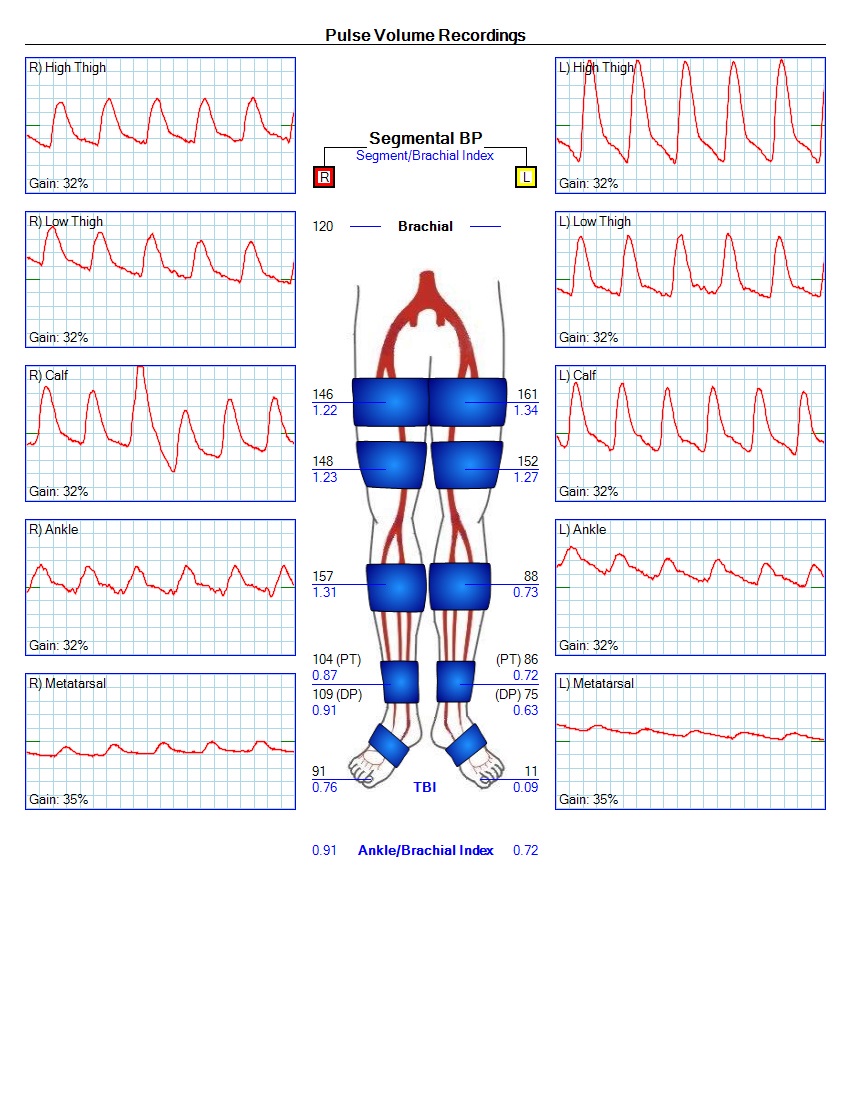 Pulse Volume Recordings
R) High Thigh
Gain: 32%
L) High Thigh
Gain: 32%
Segmental BP
Segment/Brachial Index
R
L
R) Low Thigh
Gain: 32%
120 Brachial
L) Low Thigh
Gain: 32%
R) Calf
Gain: 32%
146
1.22
161
1.34
L) Calf
Gain: 32%
148
1.23
152
1.27
R) Ankle
Gain: 32%
157
1.31
88
0.73
L) Ankle
Gain: 32%
104 (PT)
0.87
109 (DP)
0.91
(PT) 86
0.72
(DP) 75
0.63
R) Metatarsal
Gain: 35%
L) Metatarsal
Gain: 35%
91
0.76
TBI
11
0.09
0.91 Ankle/Brachial Index 0.72